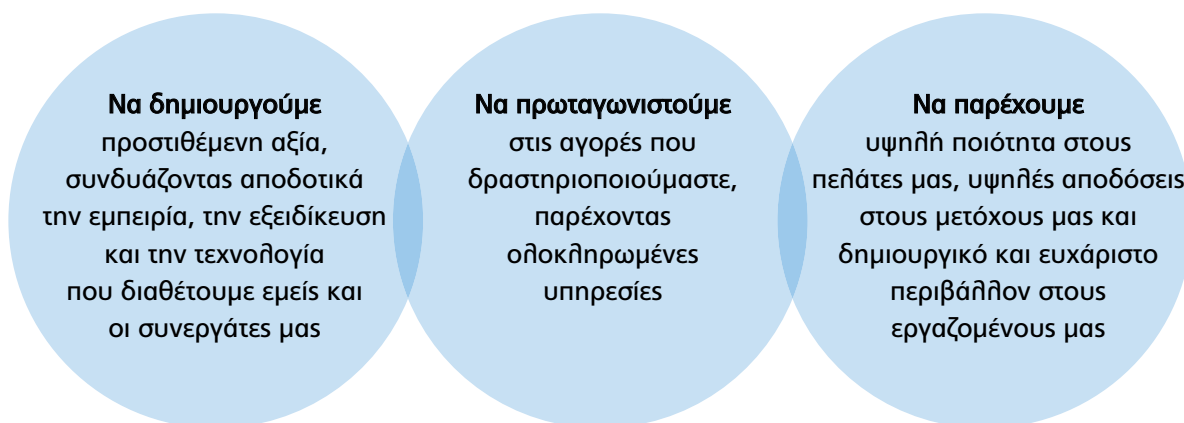 Να δημιουργούμε
προστιθέμενη αξία,
συνδυάζοντας αποδοτικά
την εμπειρία, την εξειδίκευση
και την τεχνολογία
που διαθέτουμε εμείς και
οι συνεργάτες μας
Να πρωταγωνιστούμε
στις αγορές που
δραστηριοποιούμαστε,
παρέχοντας
ολοκληρωμένες
υπηρεσίες
Να παρέχουμε
υψηλή ποιότητα στους
πελάτες μας, υψηλές αποδόσεις
στους μετόχους μας και
δημιουργικό και ευχάριστο
περιβάλλον στους
εργαζομένους μας